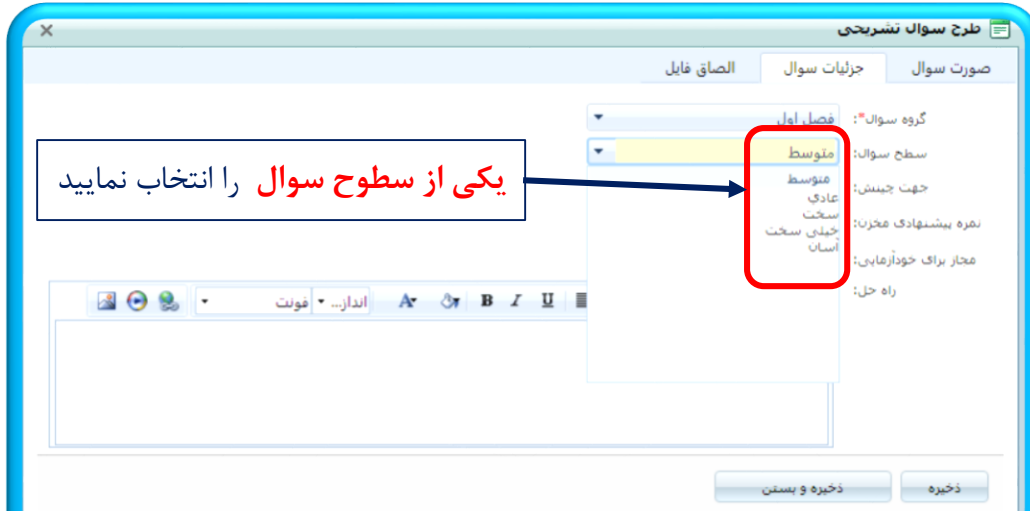 طرح سوال تشریحی
صورت سوال جزئیات سوال الصاق فایل
گروه سوال*: فصل اول
سطح سوال: متوسط
متوسط
عادي
سخت
خیلی سخت
آسان
یکی از سطوح سوال را انتخاب نمایید
جهت چینش:
نمره پیشنهادی مخزن:
مجاز برای خودآزمایی:
راه حل:
فونت انداز... A B I U
ذخیره ذخیره و بستن